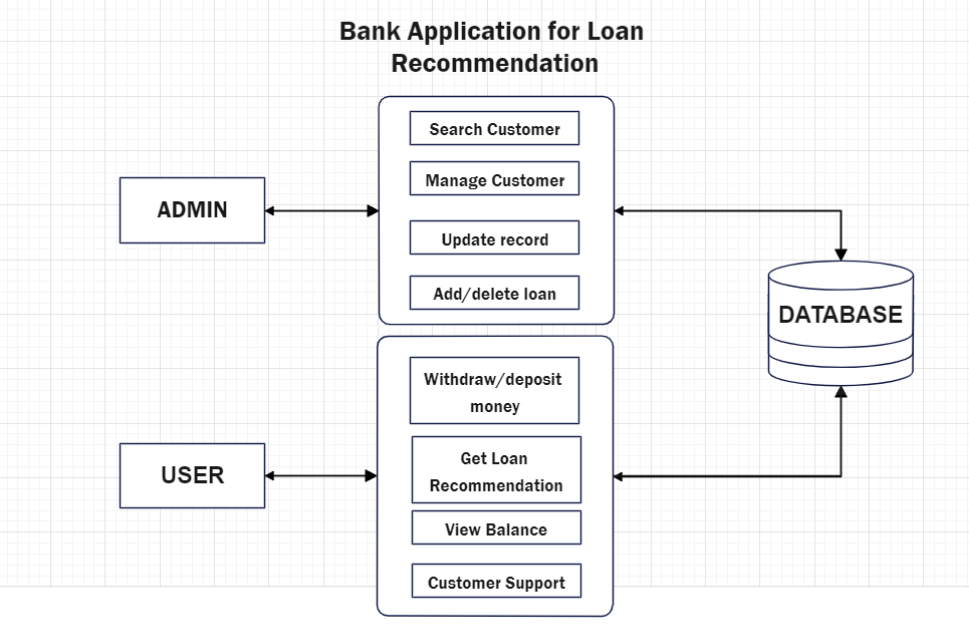 Bank Application for Loan
Recommendation
Search Customer
Manage Customer
ADMIN
Update record
Add/delete loan
DATABASE
Withdraw/deposit
money
Get Loan
Recommendation
USER
View Balance
Customer Support